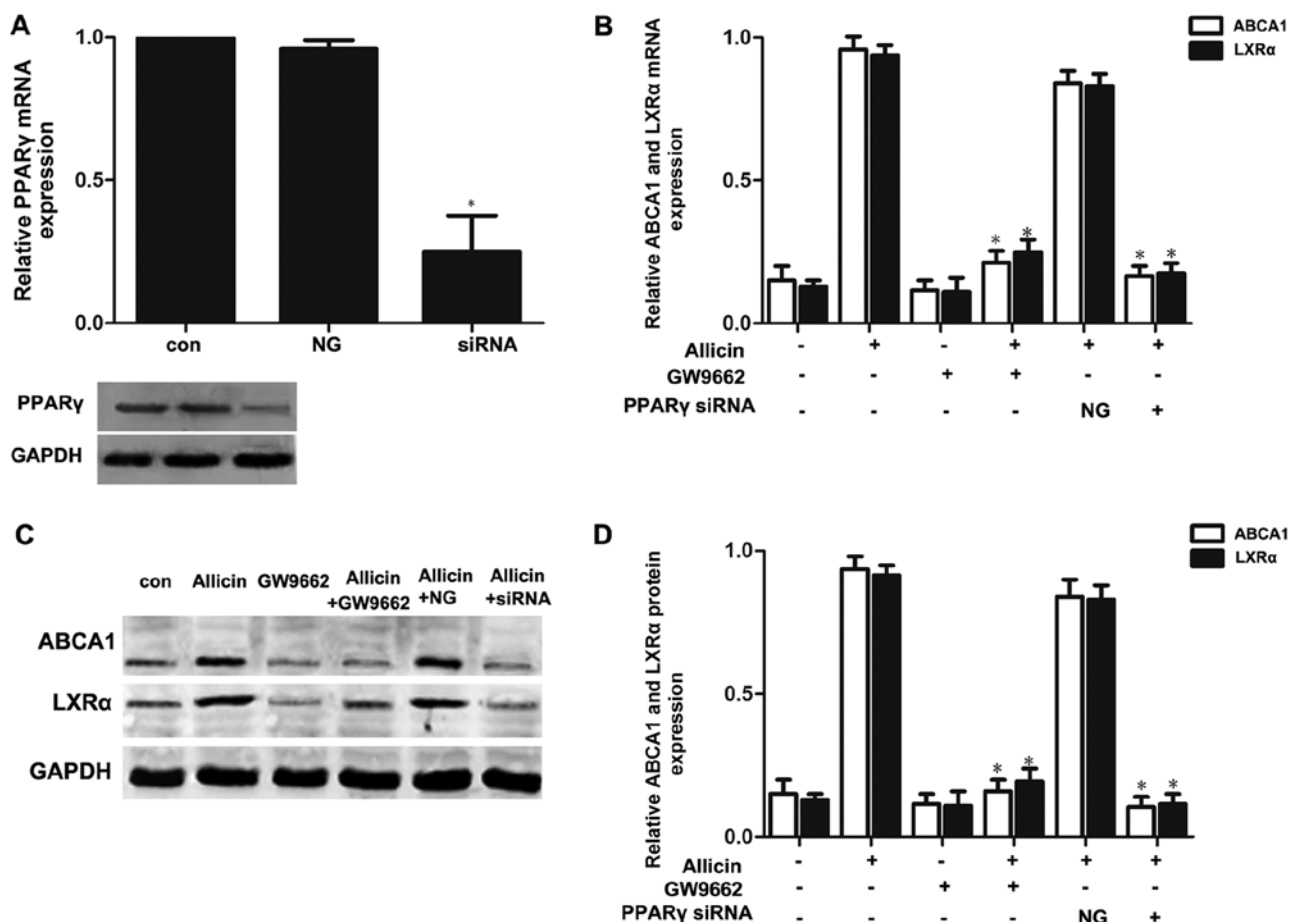 A
Relative PPARγ mRNA
expression
1.0
0.5
0.0
*
con NG siRNA
PPARγ
GAPDH
B
Relative ABCA1 and LXRα mRNA
expression
ABCA1
LXRα
1.0
0.5
0.0
* * * *
Allicin - + - + + +
GW9662 - - + + - -
PPARγ siRNA - - - - NG +
C
con Allicin GW9662 Allicin +GW9662 Allicin +NG Allicin +siRNA
ABCA1
LXRα
GAPDH
D
Relative ABCA1 and LXRα protein
expression
ABCA1
LXRα
1.0
0.5
0.0
* * * *
Allicin - + - + + +
GW9662 - - + + - -
PPARγ siRNA - - - - NG +